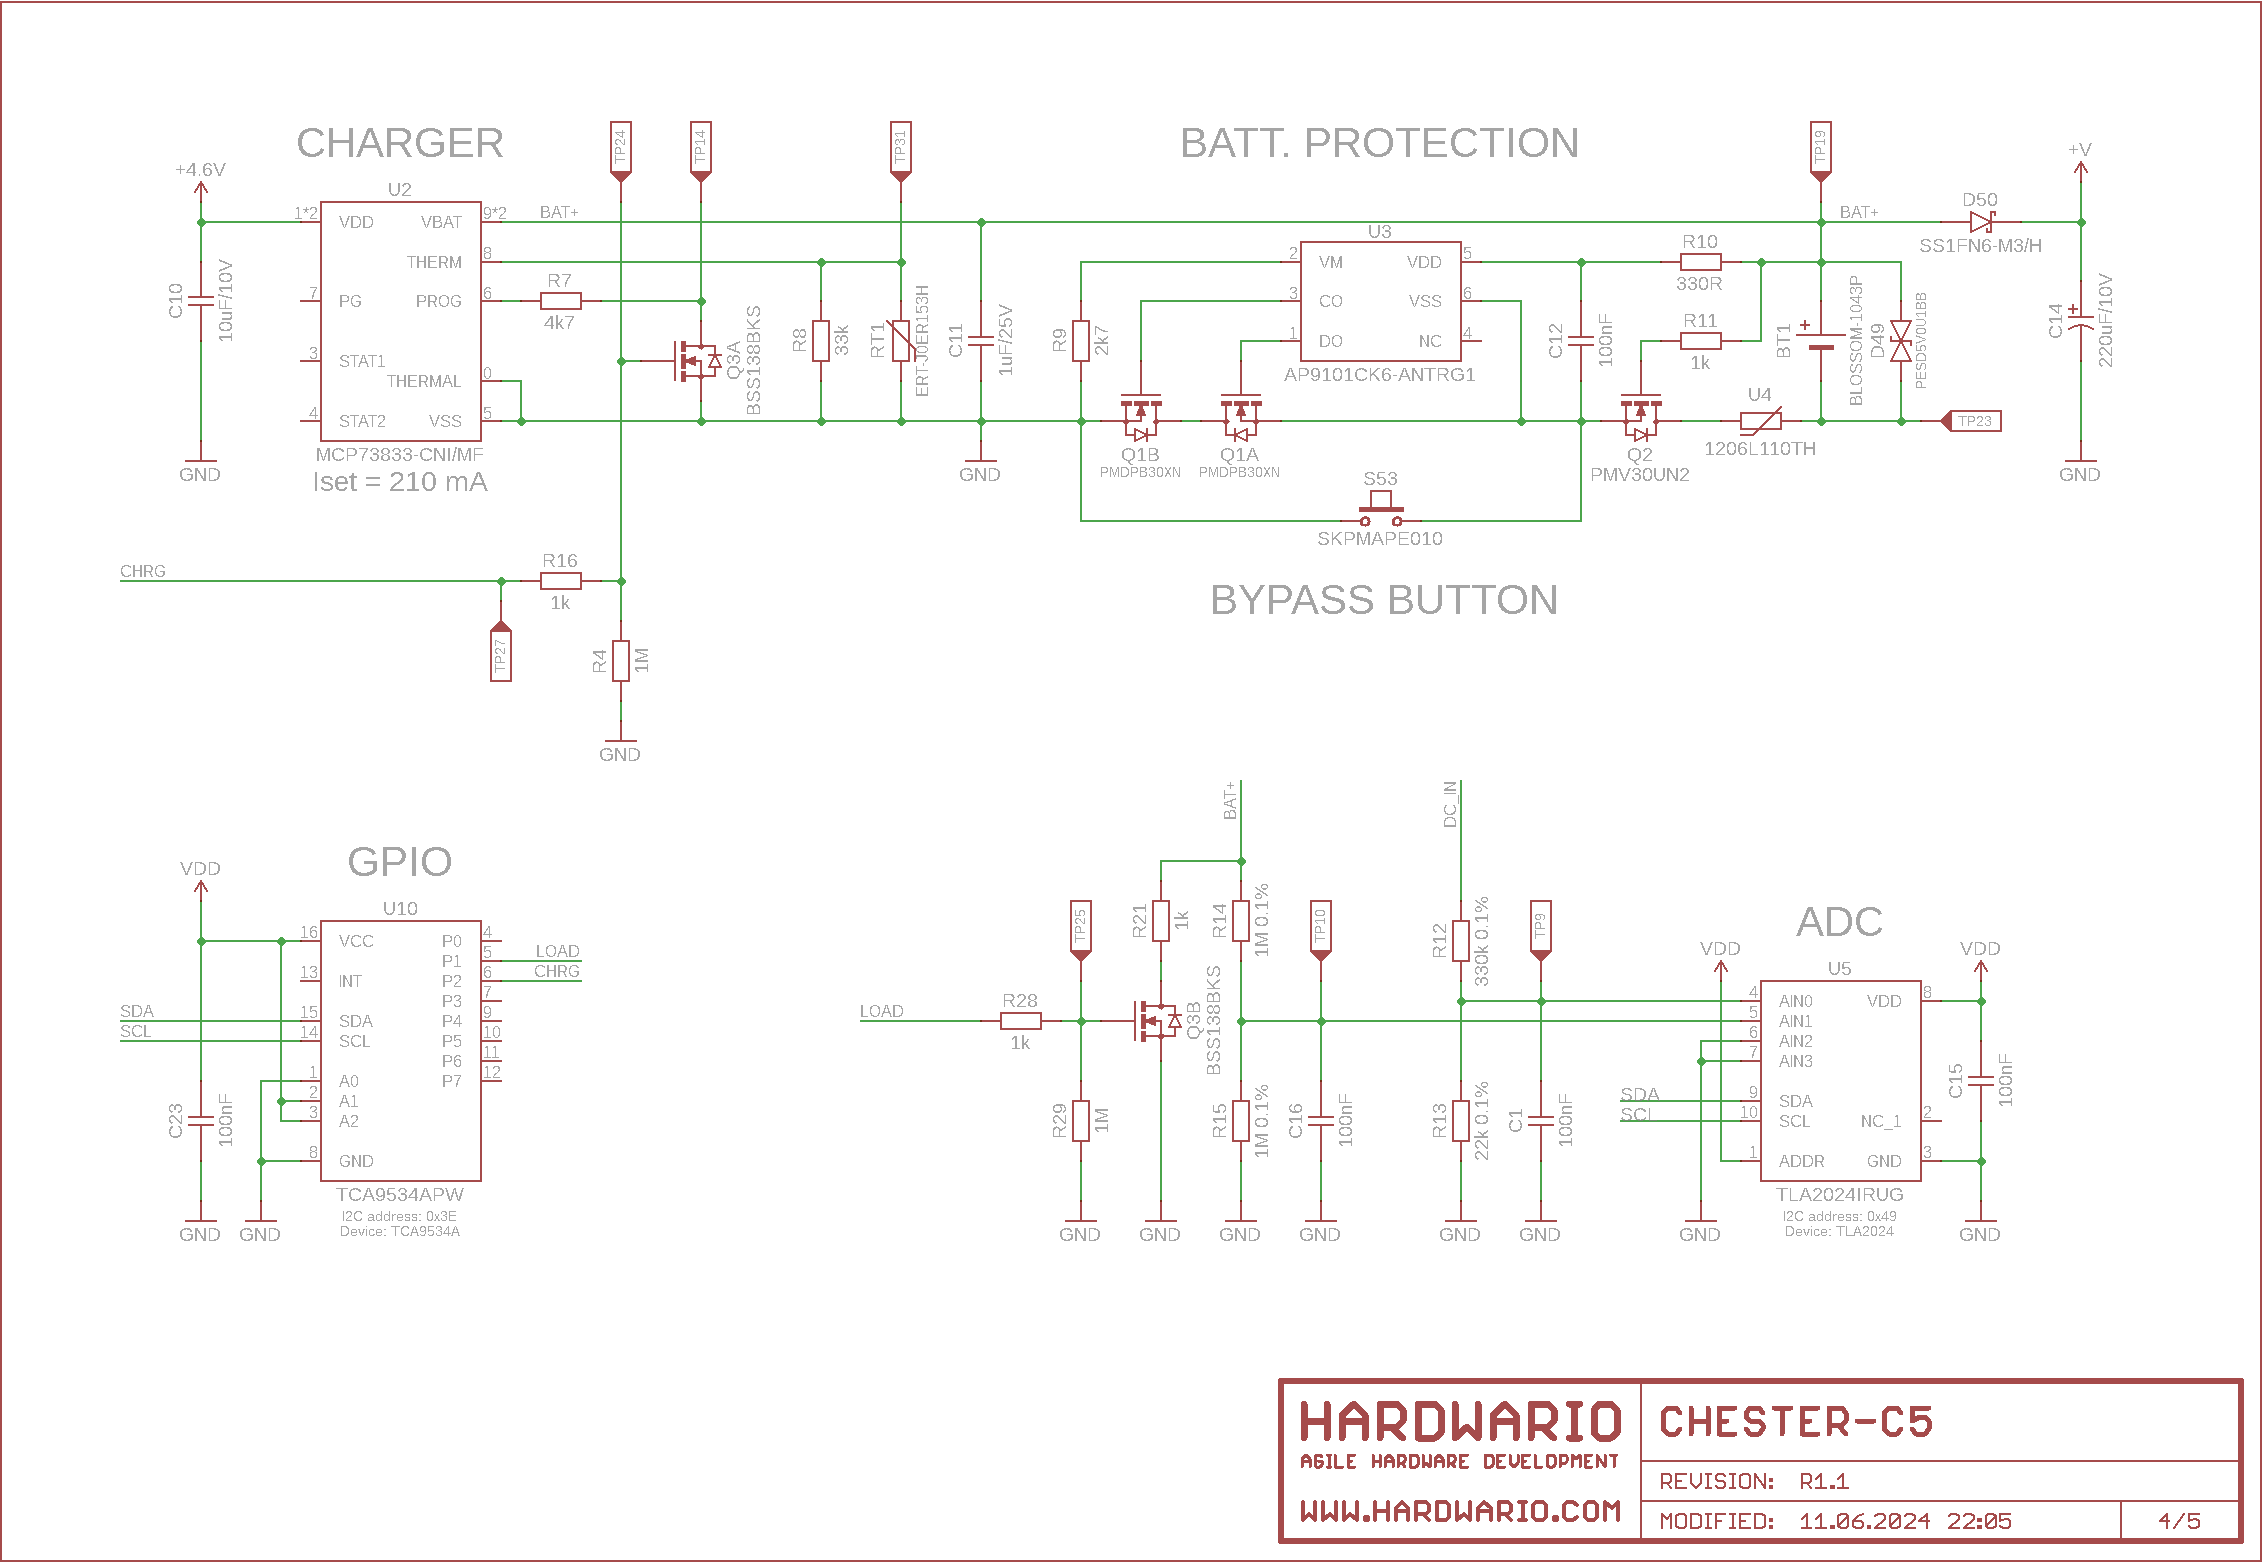 CHARGER
BATT. PROTECTION
TP24
TP14
TP31
TP19
+4.6V
+V
U2
1*2
VDD
VBAT
9*2
BAT+
THERM
8
7
PG
PROG
6
3
STAT1
THERMAL
0
4
STAT2
VSS
5
MCP73833-CNI/MF
Iset = 210 mA
C10
10uF/10V
GND
R7
4k7
Q3A
BSS138BKS
R8
33k
RT1
ERT-J0ER153H
C11
1uF/25V
GND
R9
2k7
U3
2
VM
VDD
5
3
CO
VSS
6
1
DO
NC
4
AP9101CK6-ANTRG1
Q1B
PMDPB30XN
Q1A
PMDPB30XN
C12
100nF
R10
330R
R11
1k
Q2
PMV30UN2
U4
1206L110TH
BT1
BLOSSOM-1043P
D49
PESD5V0U1BB
TP23
BAT+
D50
SS1FN6-M3/H
C14
220uF/10V
GND
S53
SKPMAPE010
BYPASS BUTTON
CHRG
R16
1k
TP27
R4
1M
GND
GPIO
VDD
U10
16
VCC
P0
4
P1
5
LOAD
13
INT
P2
6
CHRG
P3
7
SDA
15
SDA
P4
9
SCL
14
SCL
P5
10
P6
11
1
A0
P7
12
2
A1
3
A2
8
GND
TCA9534APW
I2C address: 0x3E
Device: TCA9534A
C23
100nF
GND
GND
BAT+
DC_IN
LOAD
R28
1k
TP25
R21
1k
R14
1M 0.1%
TP10
R12
330k 0.1%
TP9
Q3B
BSS138BKS
R29
1M
R15
1M 0.1%
C16
100nF
R13
22k 0.1%
C1
100nF
GND
GND
GND
GND
GND
GND
ADC
VDD
VDD
U5
4
AIN0
VDD
8
5
AIN1
6
AIN2
7
AIN3
SDA
9
SDA
SCL
10
SCL
NC_1
2
1
ADDR
GND
3
TLA2024IRUG
I2C address: 0x49
Device: TLA2024
C15
100nF
GND
GND
HARDWARIO
AGILE HARDWARE DEVELOPMENT
WWW.HARDWARIO.COM
CHESTER-C5
REVISION: R1.1
MODIFIED: 11.06.2024 22:05
4/5